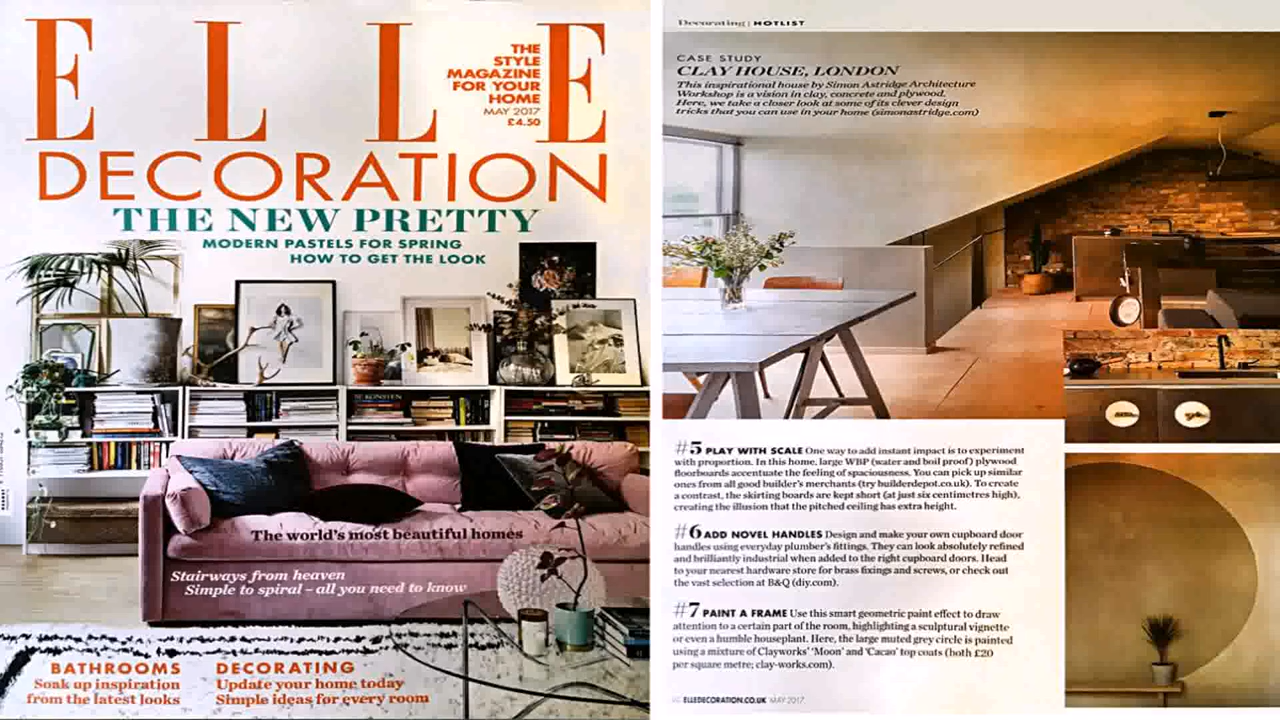 ELLE
DECORATION
THE
STYLE
MAGAZINE
FOR YOUR
HOME
MAY 2017
£4.50
THE NEW PRETTY
MODERN PASTELS FOR SPRING
HOW TO GET THE LOOK
The world's most beautiful homes
Stairways from heaven
Simple to spiral – all you need to know
BATHROOMS
Soak up inspiration
from the latest looks
DECORATING
Update your home today
Simple ideas for every room
Decorating | HOTLIST
CASE STUDY
CLAY HOUSE, LONDON
This inspirational house by Simon Astridge Architecture
Workshop is a vision in clay, concrete and plywood.
Here, we take a closer look at some of its clever design
tricks that you can use in your home (simonastridge.com)
#5 PLAY WITH SCALE One way to add instant impact is to experiment
with proportion. In this home, large WBP (water and boil proof) plywood
floorboards accentuate the feeling of spaciousness. You can pick up similar
ones from all good builder's merchants (try builderdepot.co.uk). To create
a contrast, the skirting boards are kept short (at just six centimetres high),
creating the illusion that the pitched ceiling has extra height.
#6 ADD NOVEL HANDLES Design and make your own cupboard door
handles using everyday plumber's fittings. They can look absolutely refined
and brilliantly industrial when added to the right cupboard doors. Head
to your nearest hardware store for brass fixings and screws, or check out
the vast selection at B&Q (diy.com).
#7 PAINT A FRAME Use this smart geometric paint effect to draw
attention to a certain part of the room, highlighting a sculptural vignette
or even a humble houseplant. Here, the large muted grey circle is painted
using a mixture of Clayworks' 'Moon' and 'Cacao' top coats (both £20
per square metre; clay-works.com).
ELLEDECORATION.CO.UK MAY 2017